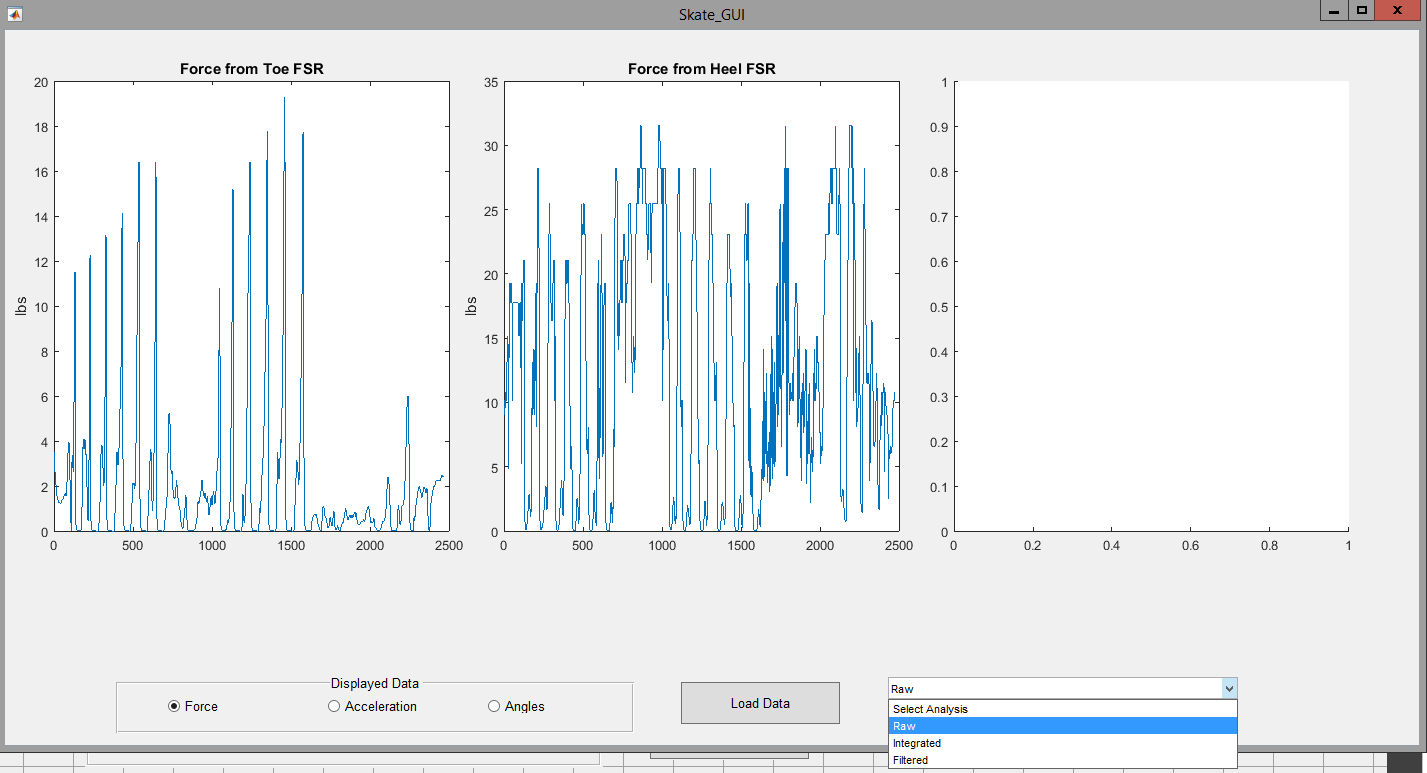 Skate_GUI
Force from Toe FSR
20
18
16
14
12
10
8
6
4
2
0
lbs
0 500 1000 1500 2000 2500
Force from Heel FSR
35
30
25
20
15
10
5
0
lbs
0 500 1000 1500 2000 2500
1
0.9
0.8
0.7
0.6
0.5
0.4
0.3
0.2
0.1
0
0 0.2 0.4 0.6 0.8 1
Displayed Data
Force Acceleration Angles
Load Data
Raw
Select Analysis
Raw
Integrated
Filtered